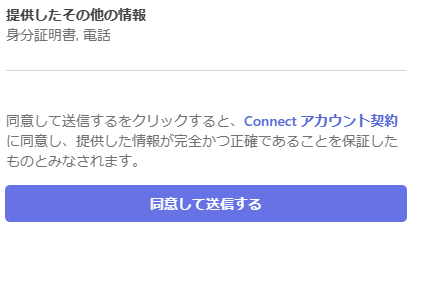 提供したその他の情報
身分証明書, 電話
同意して送信するをクリックすると、Connect アカウント契約
に同意し、提供した情報が完全かつ正確であることを保証した
ものとみなされます。
同意して送信する